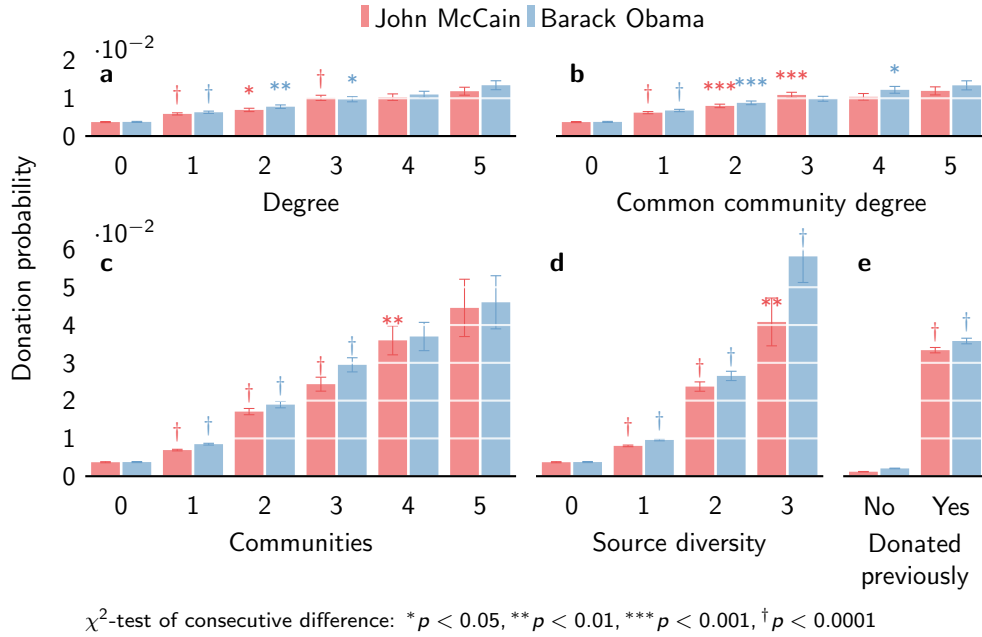 John McCain Barack Obama
·10⁻²
a
2
1
0
† † * ** † *
0 1 2 3 4 5
Degree
b
† † *** *** *** *
0 1 2 3 4 5
Common community degree
Donation probability
·10⁻²
c
6
5
4
3
2
1
0
† † † † † † **
0 1 2 3 4 5
Communities
d
† † † † ** †
0 1 2 3
Source diversity
e
† †
No Yes
Donated
previously
χ²-test of consecutive difference: *p < 0.05, **p < 0.01, ***p < 0.001, †p < 0.0001